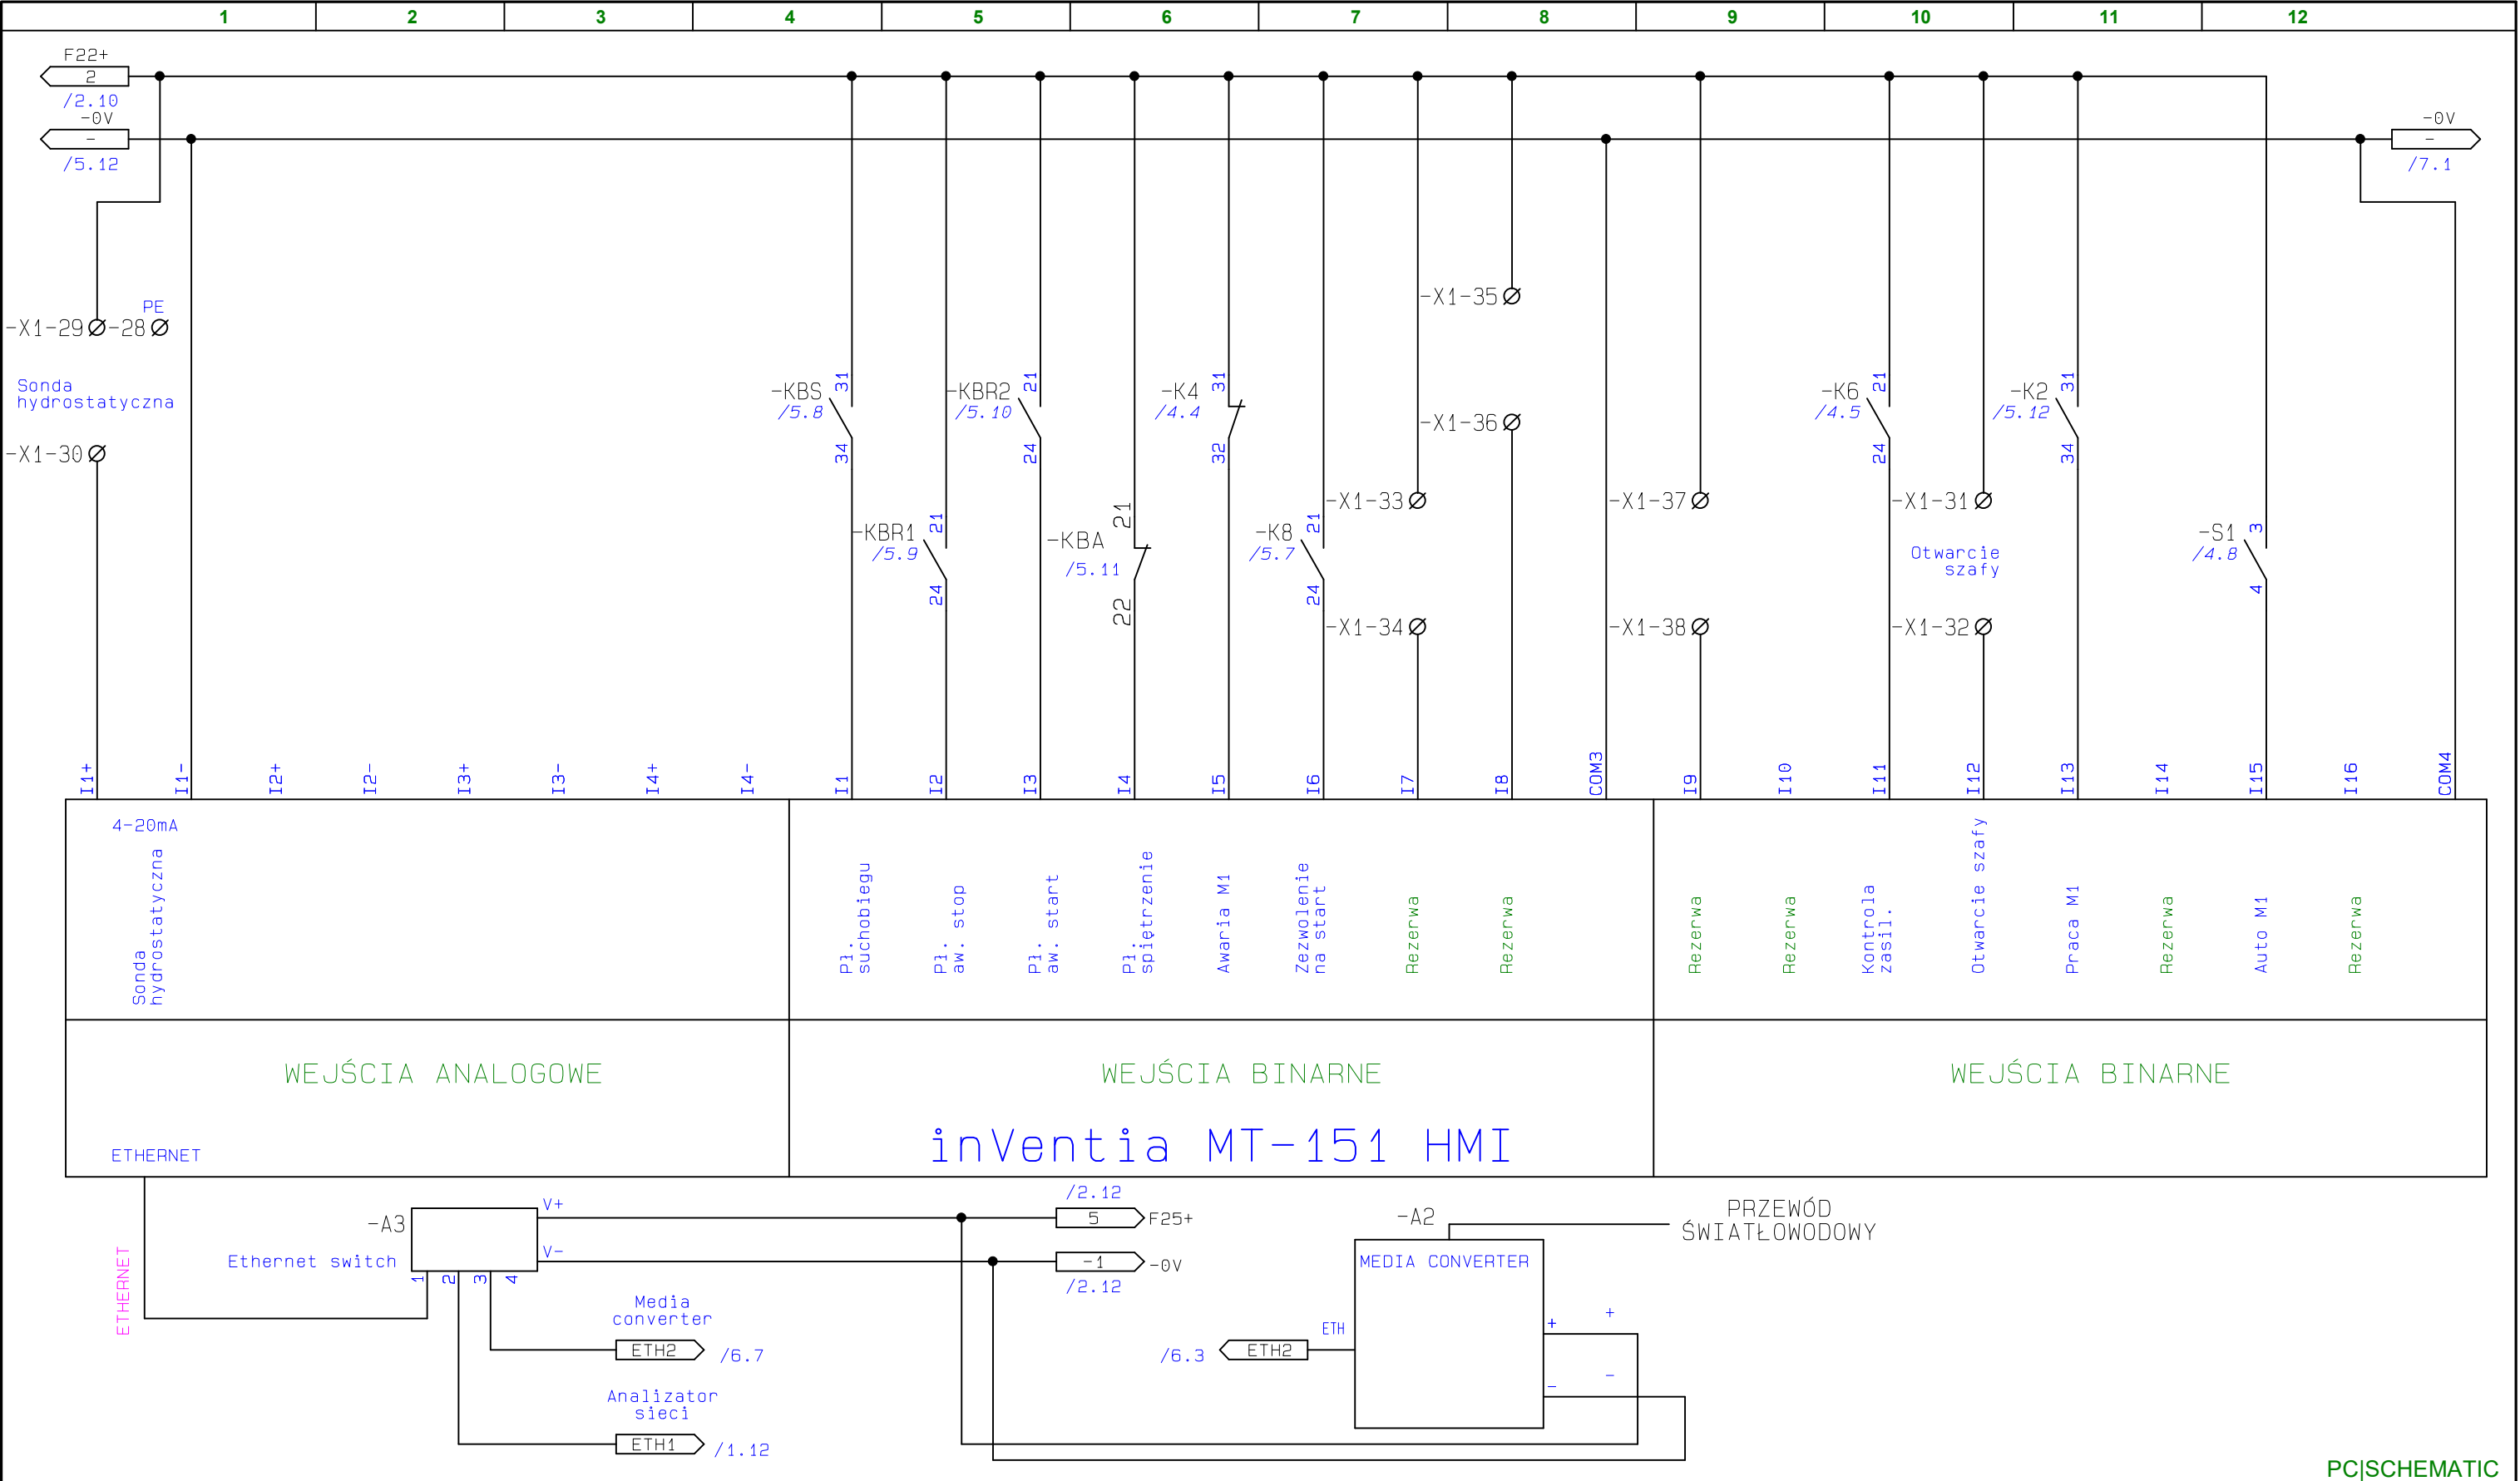 1 2 3 4 5 6 7 8 9 10 11 12
F22+
2
/2.10
-0V
-
/5.12
-0V
-
/7.1
-X1-29
-28
PE
Sonda
hydrostatyczna
-X1-30
-KBS
/5.8
31
34
-KBR1
/5.9
21
24
-KBR2
/5.10
21
24
-KBA
/5.11
21
22
-K4
/4.4
31
32
-K8
/5.7
21
24
-X1-33
-X1-34
-X1-35
-X1-36
-X1-37
-X1-38
-K6
/4.5
21
24
-X1-31
Otwarcie
szafy
-X1-32
-K2
/5.12
31
34
-S1
/4.8
3
4
I1+ I1- I2+ I2- I3+ I3- I4+ I4- I1 I2 I3 I4 I5 I6 I7 I8 COM3 I9 I10 I11 I12 I13 I14 I15 I16 COM4
4-20mA
Sonda
hydrostatyczna
Pł.
suchobiegu
Pł.
aw. stop
Pł.
aw. start
Pł.
spiętrzenie
Awaria M1
Zezwolenie
na start
Rezerwa
Rezerwa
Rezerwa
Rezerwa
Kontrola
zasil.
Otwarcie szafy
Praca M1
Rezerwa
Auto M1
Rezerwa
WEJŚCIA ANALOGOWE
WEJŚCIA BINARNE
WEJŚCIA BINARNE
inVentia MT-151 HMI
ETHERNET
ETHERNET
-A3
Ethernet switch
V+
V-
1 2 3 4
/2.12
5
F25+
-1
-0V
/2.12
Media
converter
ETH2
/6.7
Analizator
sieci
ETH1
/1.12
-A2
PRZEWÓD
ŚWIATŁOWODOWY
MEDIA CONVERTER
ETH
/6.3
ETH2
+
+
-
-
PC|SCHEMATIC